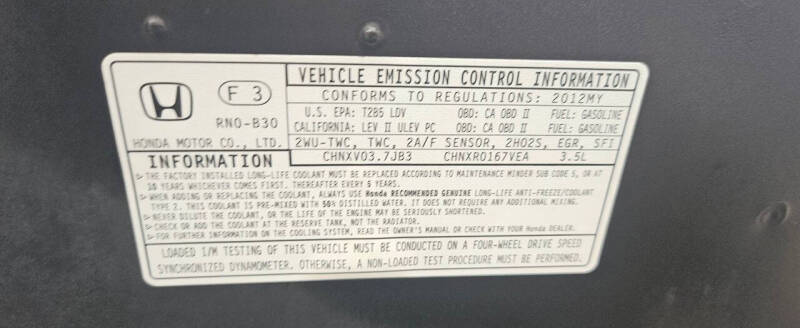 F 3
RNO-B30
HONDA MOTOR CO., LTD.
VEHICLE EMISSION CONTROL INFORMATION
CONFORMS TO REGULATIONS: 2012MY
U.S. EPA: T2B5 LDV OBD: CA OBD II FUEL: GASOLINE
CALIFORNIA: LEV II ULEV PC OBD: CA OBD II FUEL: GASOLINE
2WU-TWC, TWC, 2A/F SENSOR, 2HO2S, EGR, SFI
INFORMATION CHNXV03.7JB3 CHNXR0167VEA 3.5L
▷ THE FACTORY INSTALLED LONG-LIFE COOLANT MUST BE REPLACED ACCORDING TO MAINTENANCE MINDER SUB CODE 5, OR AT
10 YEARS WHICHEVER COMES FIRST. THEREAFTER EVERY 5 YEARS.
▷ WHEN ADDING OR REPLACING THE COOLANT, ALWAYS USE Honda RECOMMENDED GENUINE LONG-LIFE ANTI-FREEZE/COOLANT
TYPE 2. THIS COOLANT IS PRE-MIXED WITH 50% DISTILLED WATER. IT DOES NOT REQUIRE ANY ADDITIONAL MIXING.
▷ NEVER DILUTE THE COOLANT, OR THE LIFE OF THE ENGINE MAY BE SERIOUSLY SHORTENED.
▷ CHECK OR ADD THE COOLANT AT THE RESERVE TANK, NOT THE RADIATOR.
▷ FOR FURTHER INFORMATION ON THE COOLING SYSTEM, READ THE OWNER'S MANUAL OR CHECK WITH YOUR Honda DEALER.
LOADED I/M TESTING OF THIS VEHICLE MUST BE CONDUCTED ON A FOUR-WHEEL DRIVE SPEED
SYNCHRONIZED DYNAMOMETER. OTHERWISE, A NON-LOADED TEST PROCEDURE MUST BE PERFORMED.